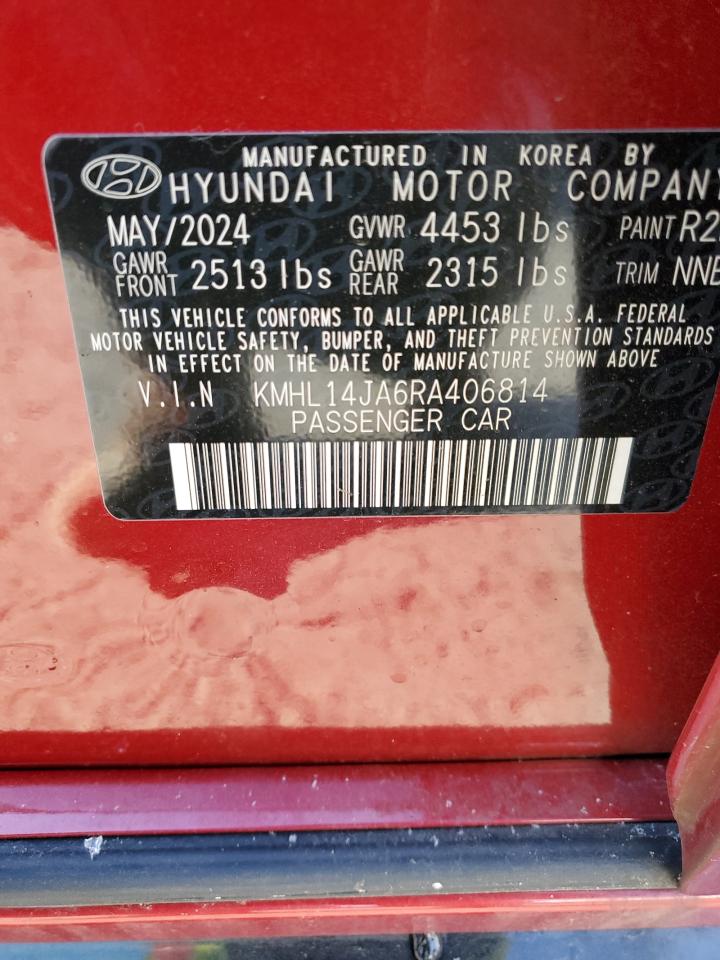 MANUFACTURED IN KOREA BY
HYUNDAI MOTOR COMPANY
MAY/2024 GVWR 4453 lbs PAINT R2
GAWR FRONT 2513 lbs GAWR REAR 2315 lbs TRIM NNB
THIS VEHICLE CONFORMS TO ALL APPLICABLE U.S.A. FEDERAL
MOTOR VEHICLE SAFETY, BUMPER, AND THEFT PREVENTION STANDARDS
IN EFFECT ON THE DATE OF MANUFACTURE SHOWN ABOVE
V.I.N KMHL14JA6RA406814
PASSENGER CAR